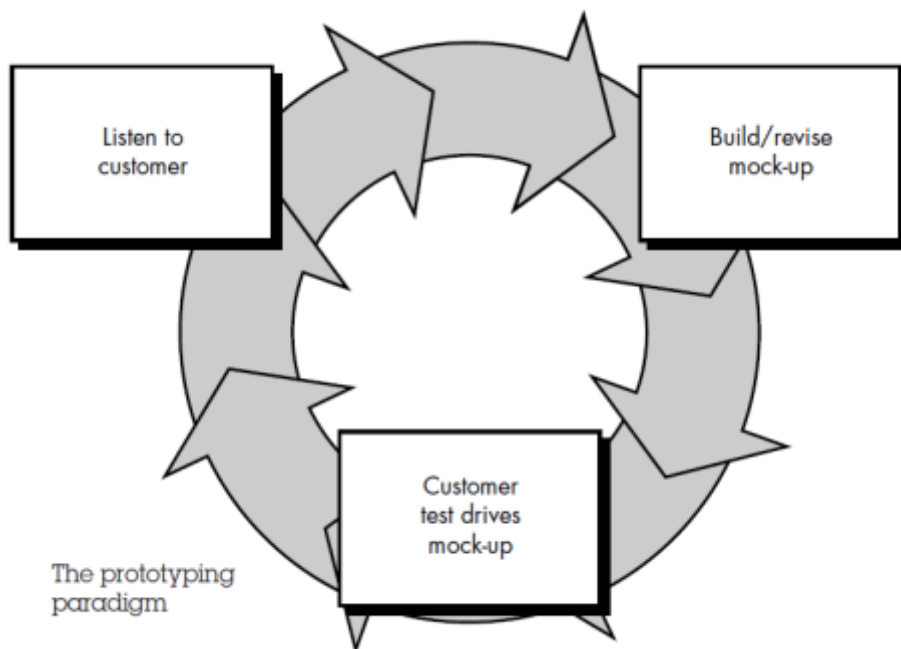 Listen to
customer
Build/revise
mock-up
Customer
test drives
mock-up
The prototyping
paradigm